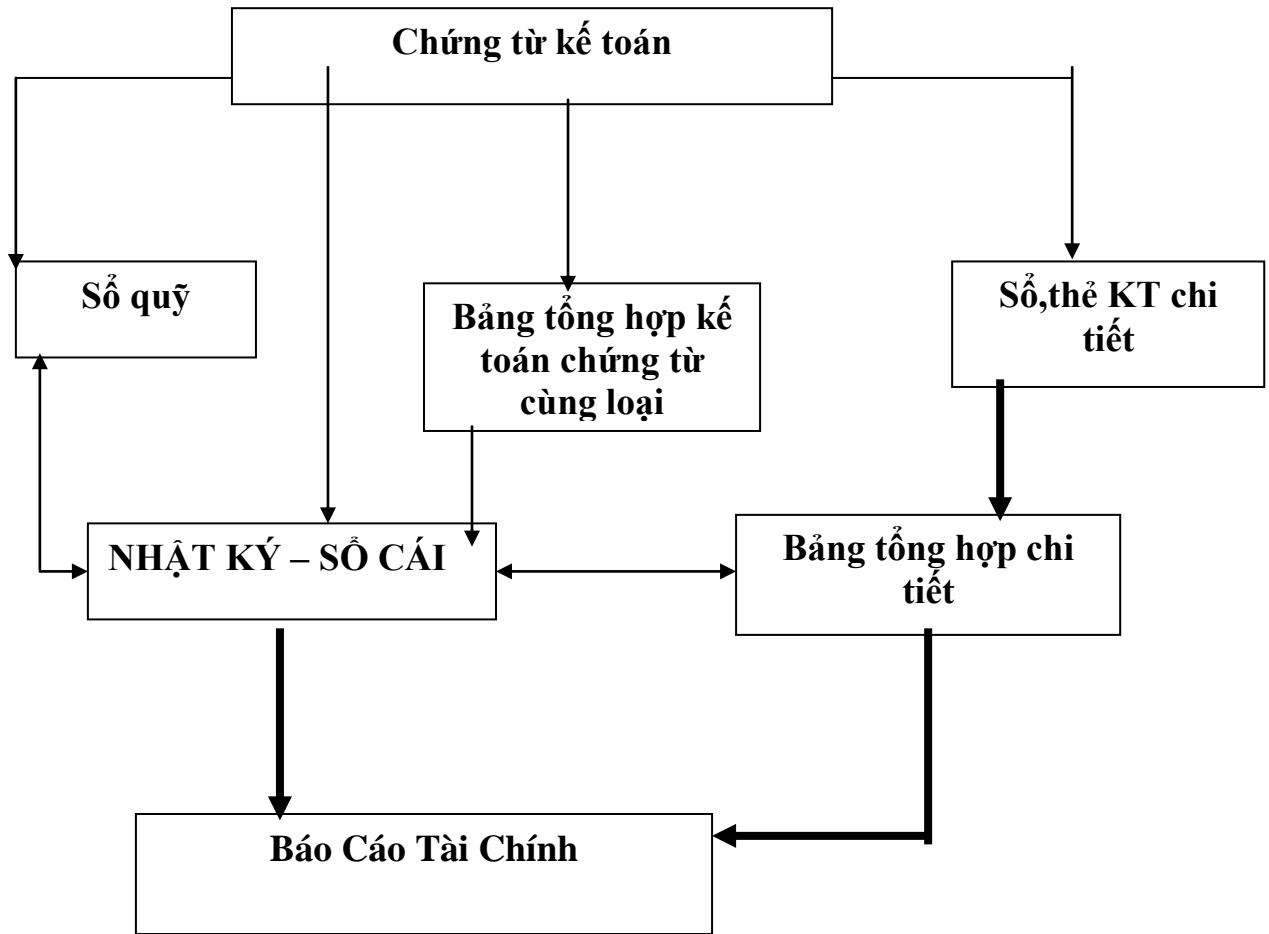 Chứng từ kế toán
Sổ quỹ
Bảng tổng hợp kế
toán chứng từ
cùng loại
Sổ,thẻ KT chi
tiết
NHẬT KÝ – SỔ CÁI
Bảng tổng hợp chi
tiết
Báo Cáo Tài Chính